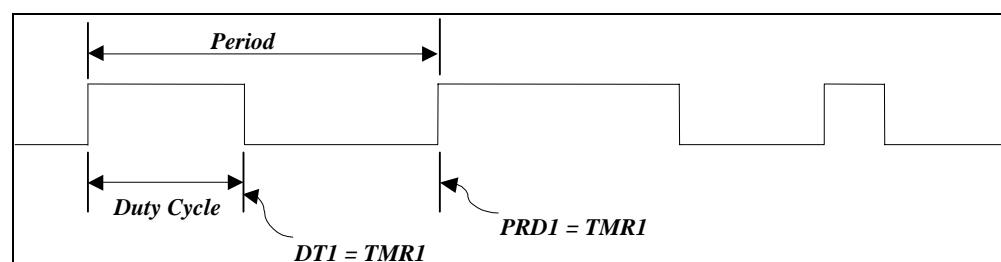 Period
Duty Cycle
PRD1 = TMR1
DT1 = TMR1